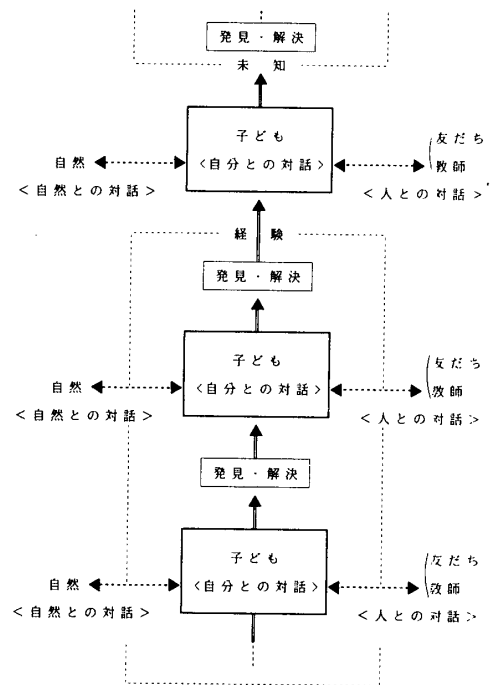 発見・解決
未知
子ども
<自分との対話>
自然
<自然との対話>
友だち
教師
<人との対話>
経験
発見・解決
子ども
<自分との対話>
自然
<自然との対話>
友だち
教師
<人との対話>
発見・解決
子ども
<自分との対話>
自然
<自然との対話>
友だち
教師
<人との対話>